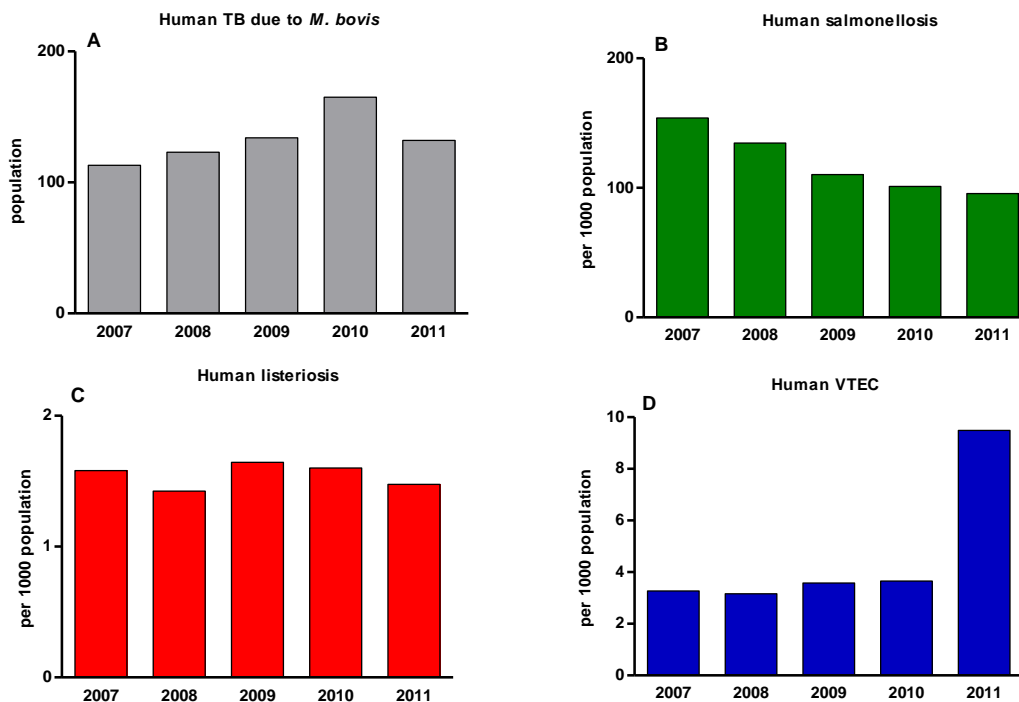 Human TB due to M. bovis
A
population
200
100
0
2007 2008 2009 2010 2011
Human salmonellosis
B
per 1000 population
200
100
0
2007 2008 2009 2010 2011
Human listeriosis
C
per 1000 population
2
1
0
2007 2008 2009 2010 2011
Human VTEC
D
per 1000 population
10
8
6
4
2
0
2007 2008 2009 2010 2011